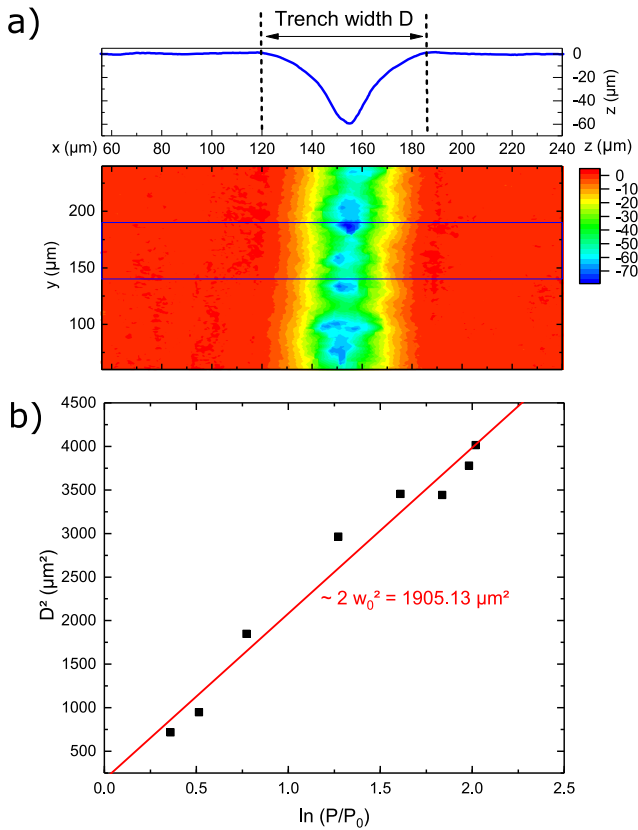 a)
Trench width D
0
-20
-40
-60
z (µm)
x (µm) 80 100 120 140 160 180 200 220 240 z (µm)
200
150
100
y (µm)
0
-10
-20
-30
-40
-50
-60
-70
b)
4500
4000
3500
3000
2500
2000
1500
1000
500
D² (µm²)
~ 2 w₀² = 1905.13 µm²
0.0 0.5 1.0 1.5 2.0 2.5
ln (P/P₀)